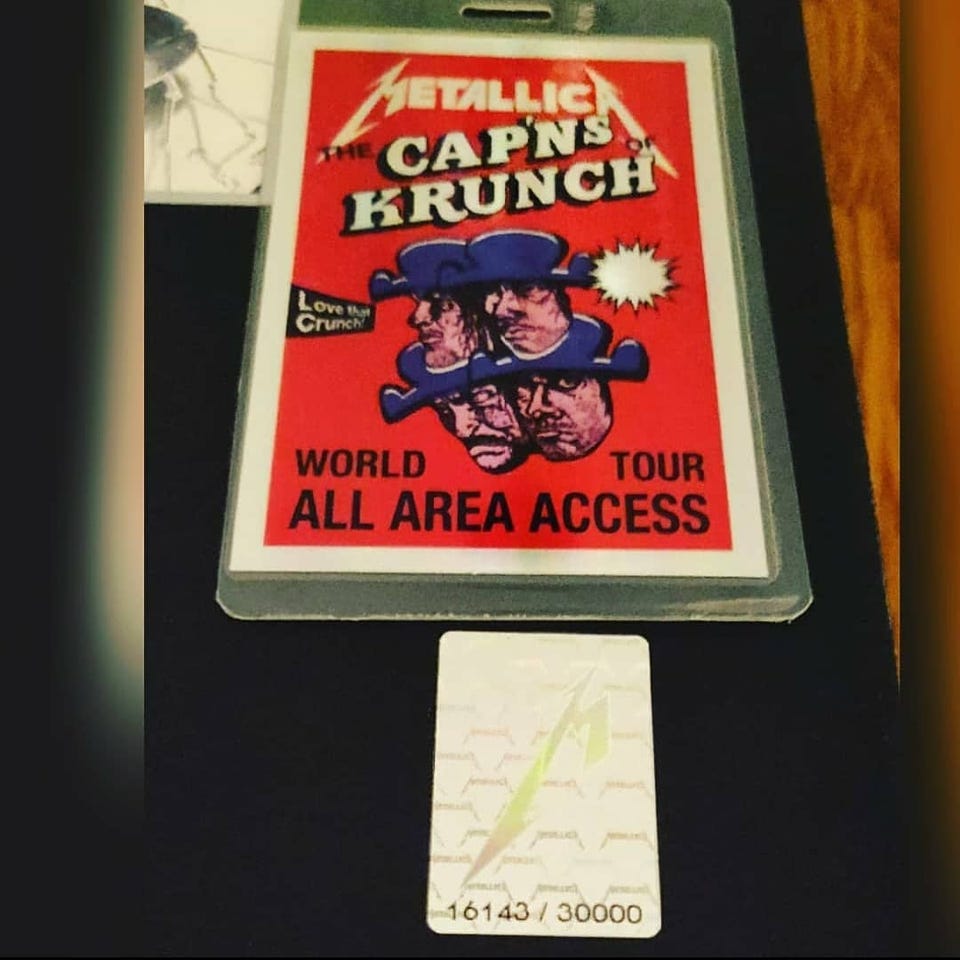 METALLICA
THE CAP'NS OF
KRUNCH
Love that
Crunch!
WORLD TOUR
ALL AREA ACCESS
16143 / 30000